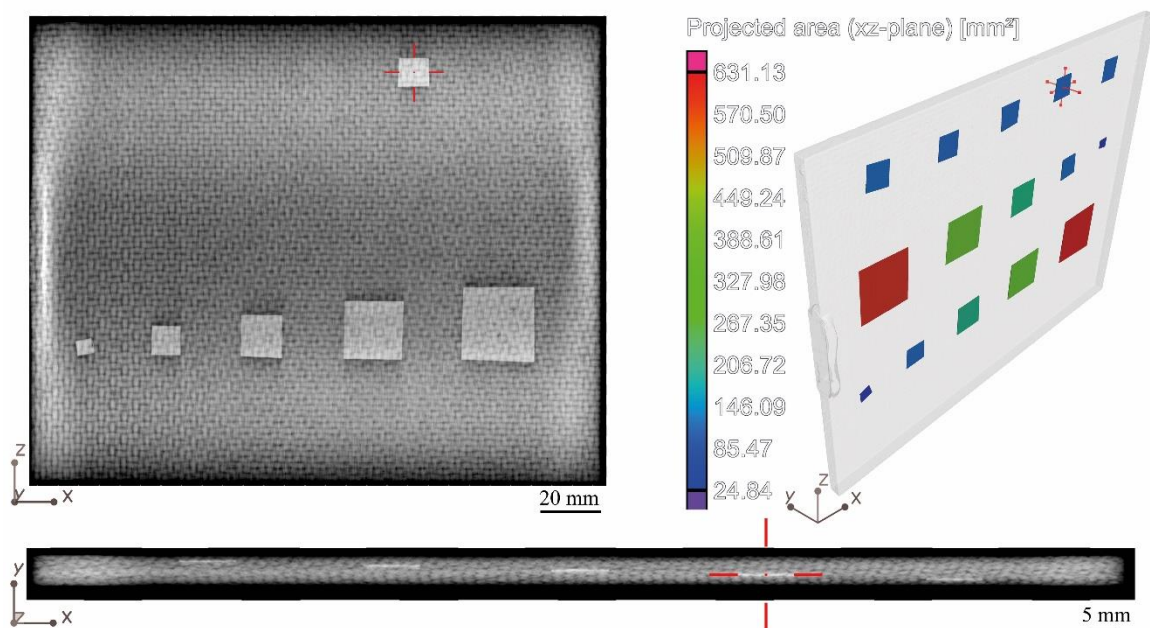 Projected area (xz-plane) [mm²]
631.13
570.50
509.87
449.24
388.61
327.98
267.35
206.72
146.09
85.47
24.84
z
y
x
20 mm
z
y
x
y
z
x
5 mm